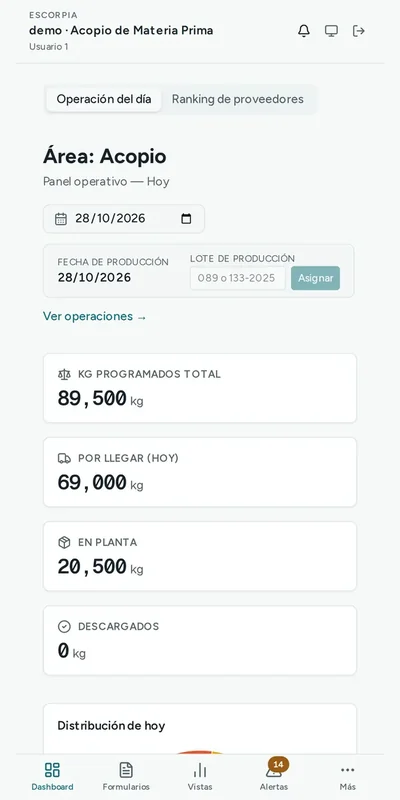 ESCORPIA
demo · Acopio de Materia Prima
Usuario 1
Operación del día
Ranking de proveedores
Área: Acopio
Panel operativo — Hoy
28/10/2026
FECHA DE PRODUCCIÓN
28/10/2026
LOTE DE PRODUCCIÓN
089 o 133-2025
Asignar
Ver operaciones →
KG PROGRAMADOS TOTAL
89,500 kg
POR LLEGAR (HOY)
69,000 kg
EN PLANTA
20,500 kg
DESCARGADOS
0 kg
Distribución de hoy
14
Dashboard
Formularios
Vistas
Alertas
Más